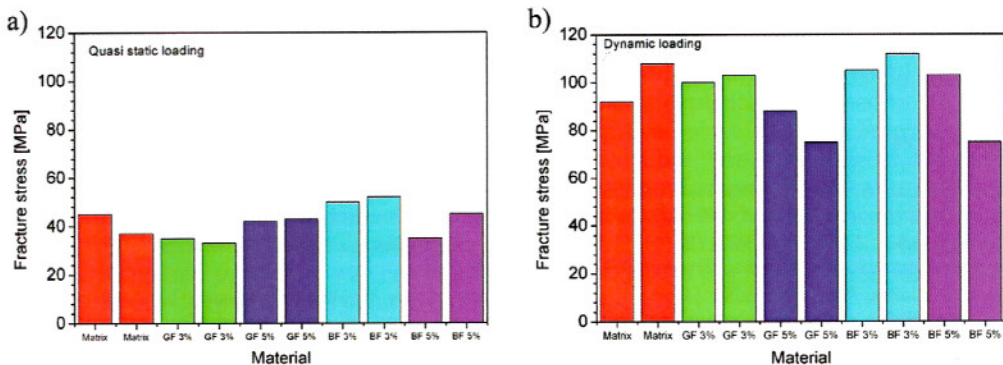 a)
Quasi static loading
120
100
80
60
40
20
0
Fracture stress [MPa]
Matrix Matrix GF 3% GF 3% GF 5% GF 5% BF 3% BF 3% BF 5% BF 5%
Material
b)
Dynamic loading
120
100
80
60
40
20
0
Fracture stress [MPa]
Matrix Matrix GF 3% GF 3% GF 5% GF 5% BF 3% BF 3% BF 5% BF 5%
Material